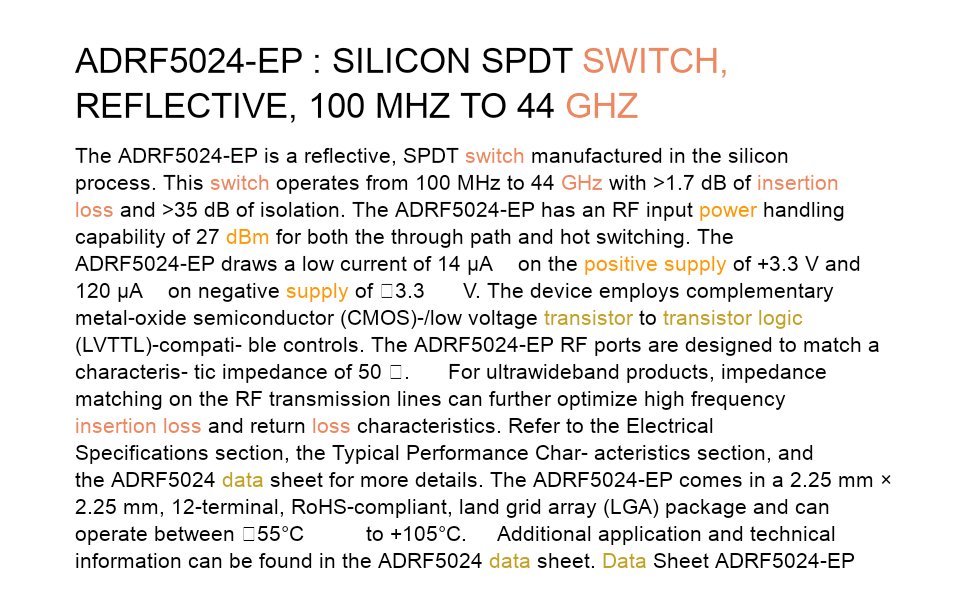 ADRF5024-EP : SILICON SPDT SWITCH,
REFLECTIVE, 100 MHZ TO 44 GHZ
The ADRF5024-EP is a reflective, SPDT switch manufactured in the silicon
process. This switch operates from 100 MHz to 44 GHz with >1.7 dB of insertion
loss and >35 dB of isolation. The ADRF5024-EP has an RF input power handling
capability of 27 dBm for both the through path and hot switching. The
ADRF5024-EP draws a low current of 14 μA on the positive supply of +3.3 V and
120 μA on negative supply of □3.3 V. The device employs complementary
metal-oxide semiconductor (CMOS)-/low voltage transistor to transistor logic
(LVTTL)-compati- ble controls. The ADRF5024-EP RF ports are designed to match a
characteris- tic impedance of 50 □. For ultrawideband products, impedance
matching on the RF transmission lines can further optimize high frequency
insertion loss and return loss characteristics. Refer to the Electrical
Specifications section, the Typical Performance Char- acteristics section, and
the ADRF5024 data sheet for more details. The ADRF5024-EP comes in a 2.25 mm ×
2.25 mm, 12-terminal, RoHS-compliant, land grid array (LGA) package and can
operate between □55°C to +105°C. Additional application and technical
information can be found in the ADRF5024 data sheet. Data Sheet ADRF5024-EP